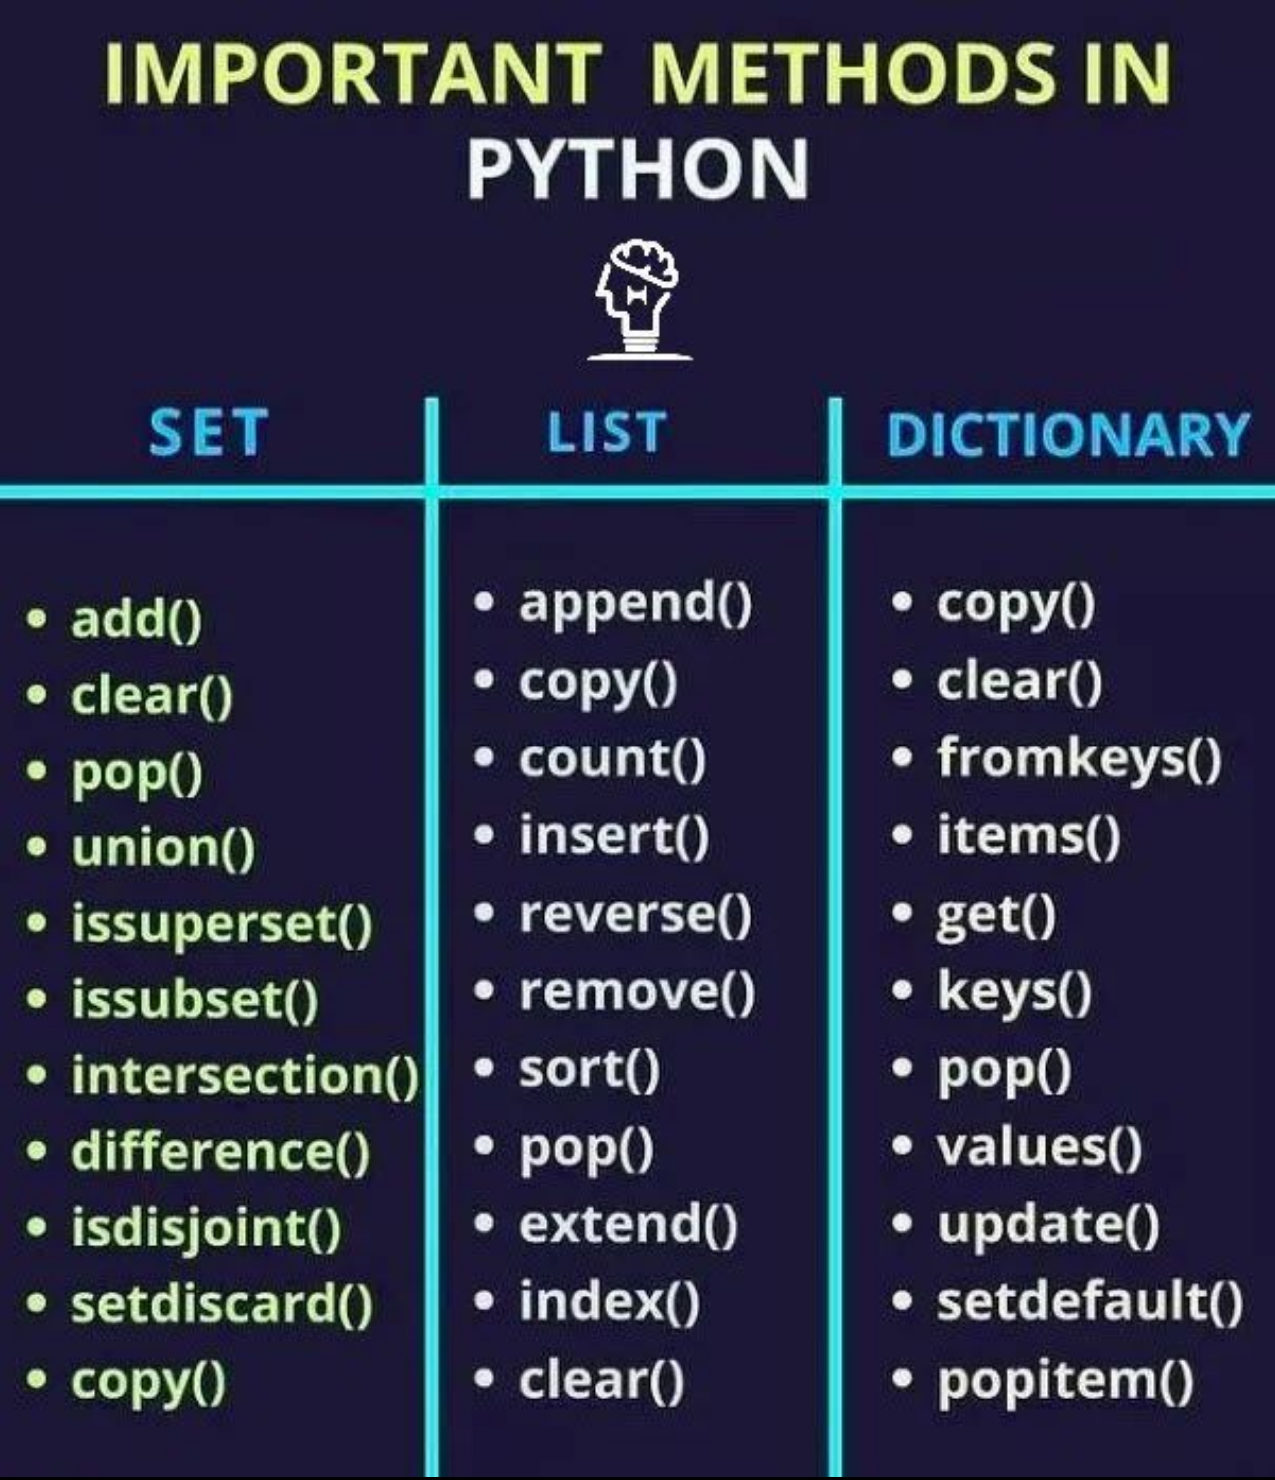 IMPORTANT METHODS IN
PYTHON
SET
LIST
DICTIONARY
• add()
• clear()
• pop()
• union()
• issuperset()
• issubset()
• intersection()
• difference()
• isdisjoint()
• setdiscard()
• copy()
• append()
• copy()
• count()
• insert()
• reverse()
• remove()
• sort()
• pop()
• extend()
• index()
• clear()
• copy()
• clear()
• fromkeys()
• items()
• get()
• keys()
• pop()
• values()
• update()
• setdefault()
• popitem()